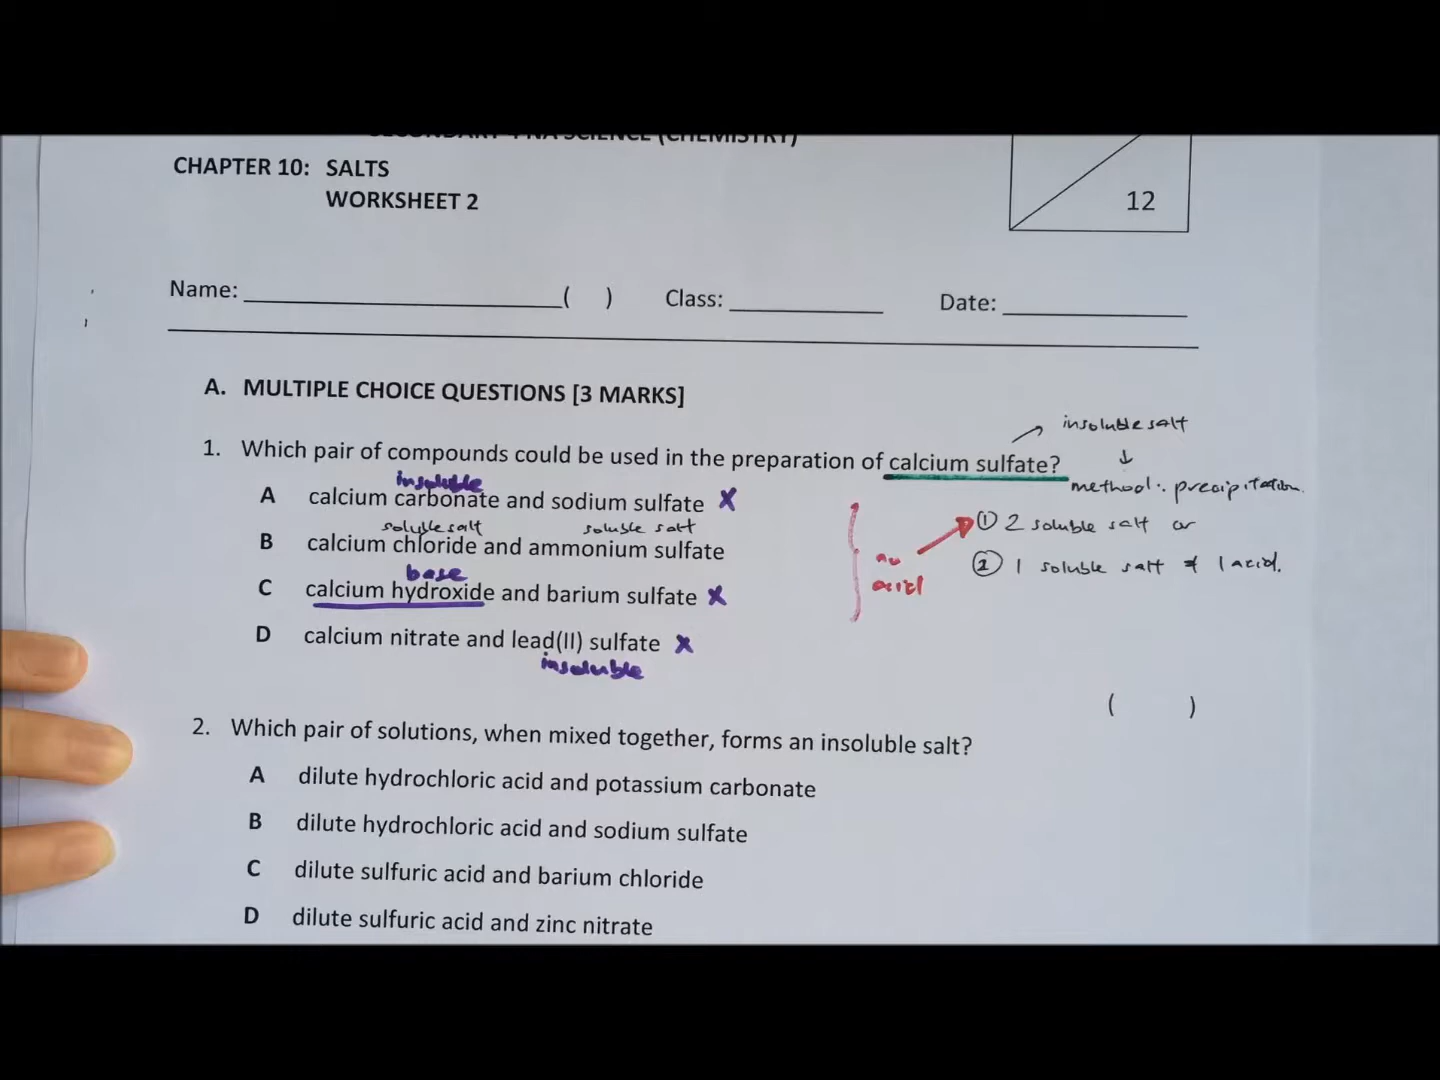 SECONDARY 4 NA SCIENCE (CHEMISTRY)
CHAPTER 10: SALTS
WORKSHEET 2
12
Name: ( ) Class: Date:
A. MULTIPLE CHOICE QUESTIONS [3 MARKS]
insoluble salt
1. Which pair of compounds could be used in the preparation of calcium sulfate?
method: precipitation.
insoluble
A calcium carbonate and sodium sulfate X
① 2 soluble salt or
soluble salt soluble salt
B calcium chloride and ammonium sulfate
no acid
② 1 soluble salt & 1 acid.
base
C calcium hydroxide and barium sulfate X
D calcium nitrate and lead(II) sulfate X
insoluble
( )
2. Which pair of solutions, when mixed together, forms an insoluble salt?
A dilute hydrochloric acid and potassium carbonate
B dilute hydrochloric acid and sodium sulfate
C dilute sulfuric acid and barium chloride
D dilute sulfuric acid and zinc nitrate